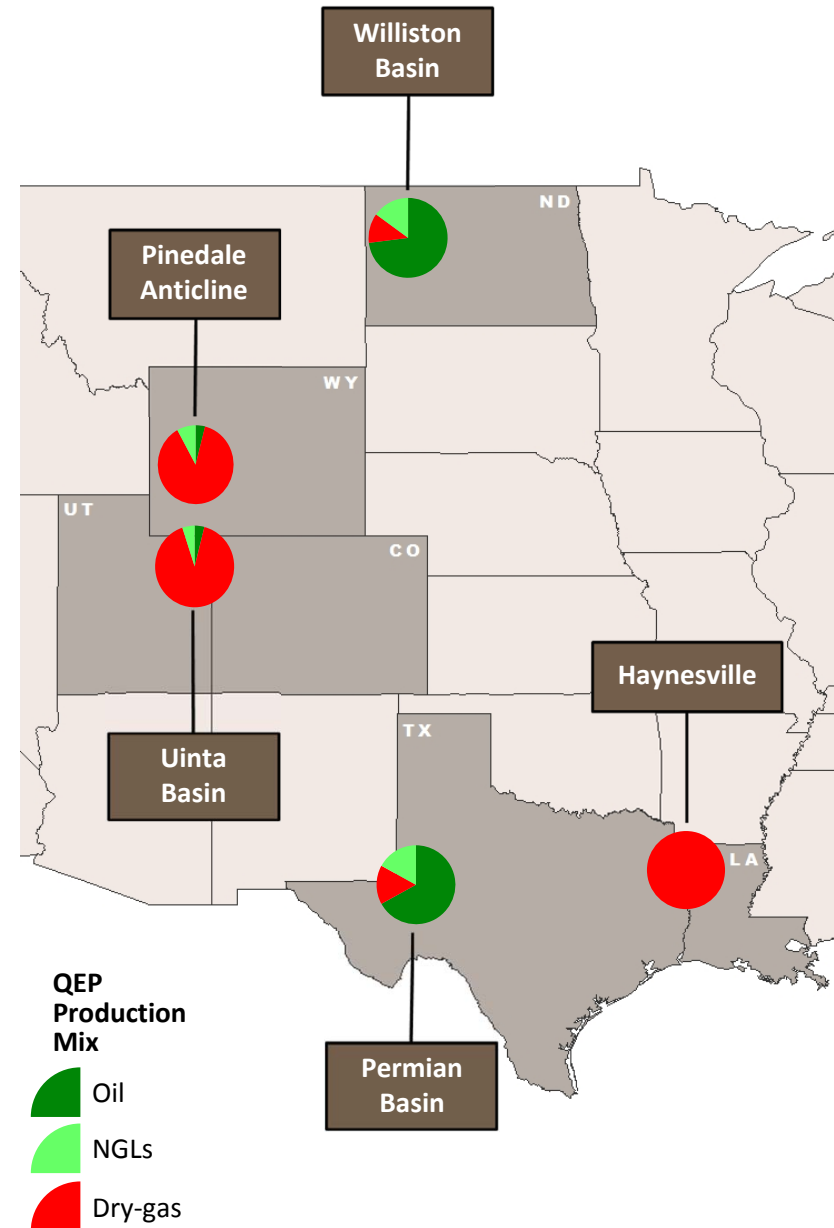 Williston
Basin
ND
Pinedale
Anticline
WY
UT
CO
Haynesville
Uinta
Basin
TX
LA
QEP
Production
Mix
Permian
Basin
Oil
NGLs
Dry-gas